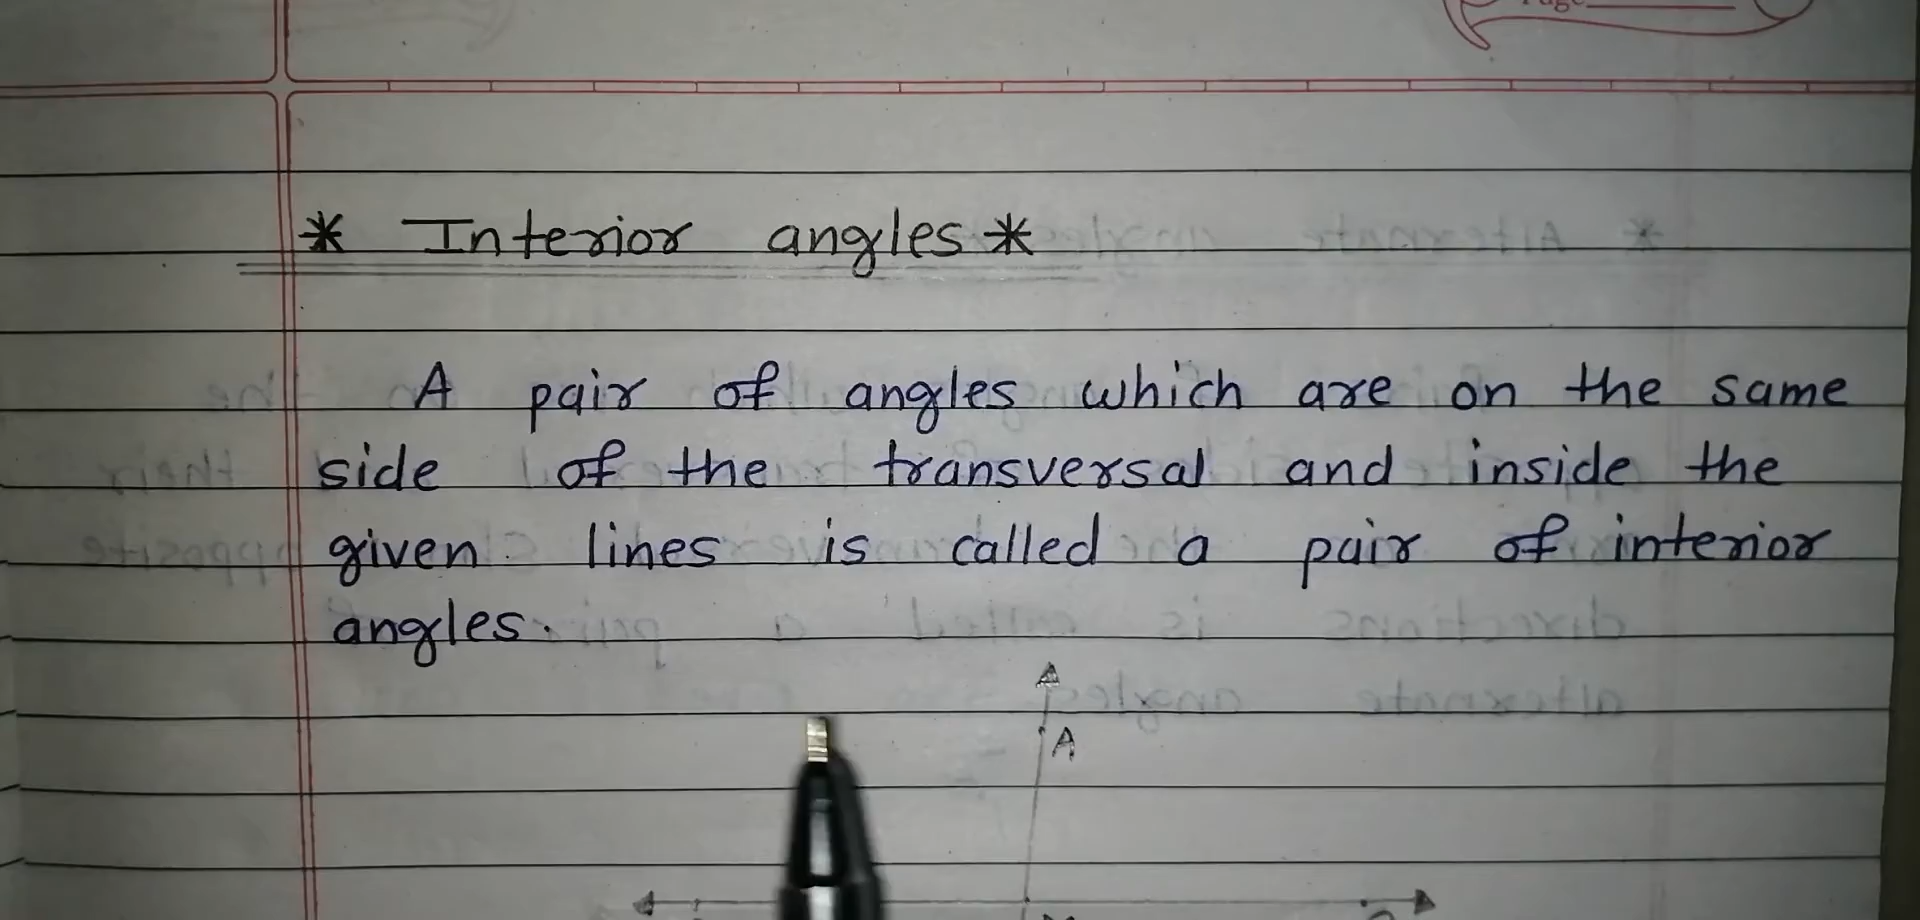 Page
* Interior angles *
A pair of angles which are on the same
side of the transversal and inside the
given lines is called a pair of interior
angles.
A